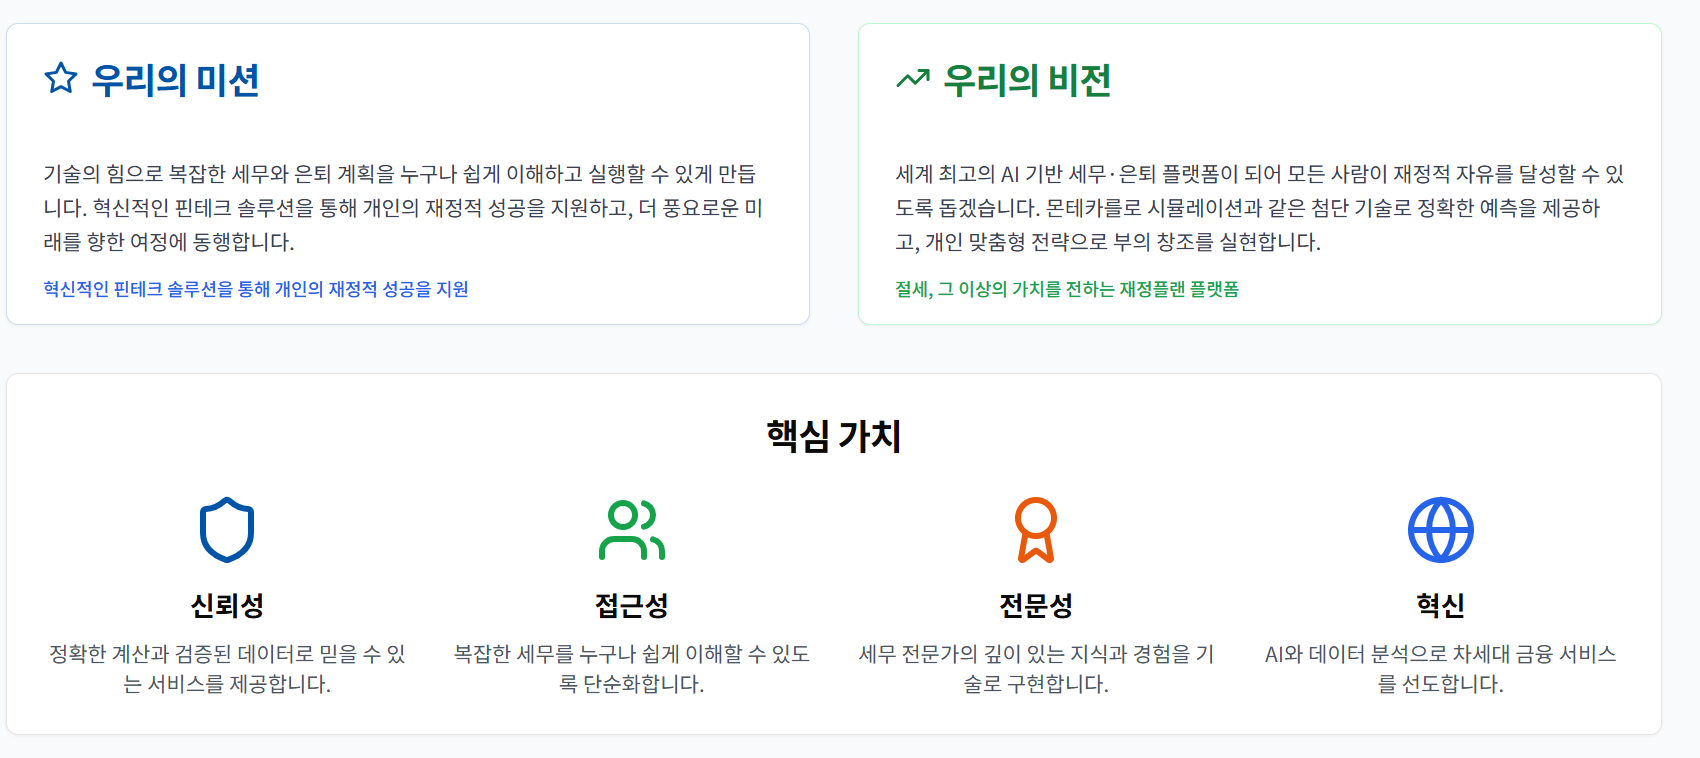 우리의 미션
기술의 힘으로 복잡한 세무와 은퇴 계획을 누구나 쉽게 이해하고 실행할 수 있게 만듭
니다. 혁신적인 핀테크 솔루션을 통해 개인의 재정적 성공을 지원하고, 더 풍요로운 미
래를 향한 여정에 동행합니다.
혁신적인 핀테크 솔루션을 통해 개인의 재정적 성공을 지원
우리의 비전
세계 최고의 AI 기반 세무·은퇴 플랫폼이 되어 모든 사람이 재정적 자유를 달성할 수 있
도록 돕겠습니다. 몬테카를로 시뮬레이션과 같은 첨단 기술로 정확한 예측을 제공하
고, 개인 맞춤형 전략으로 부의 창조를 실현합니다.
절세, 그 이상의 가치를 전하는 재정플랜 플랫폼
핵심 가치
신뢰성
정확한 계산과 검증된 데이터로 믿을 수 있
는 서비스를 제공합니다.
접근성
복잡한 세무를 누구나 쉽게 이해할 수 있도
록 단순화합니다.
전문성
세무 전문가의 깊이 있는 지식과 경험을 기
술로 구현합니다.
혁신
AI와 데이터 분석으로 차세대 금융 서비스
를 선도합니다.